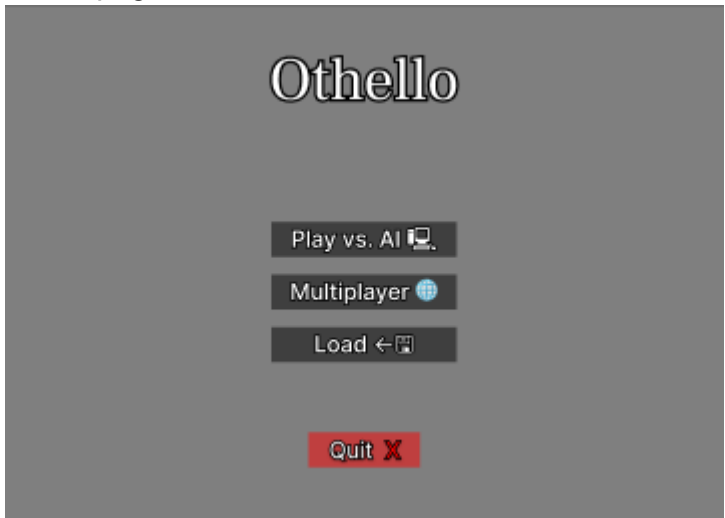 Othello
Play vs. AI
Multiplayer
Load ←
Quit X